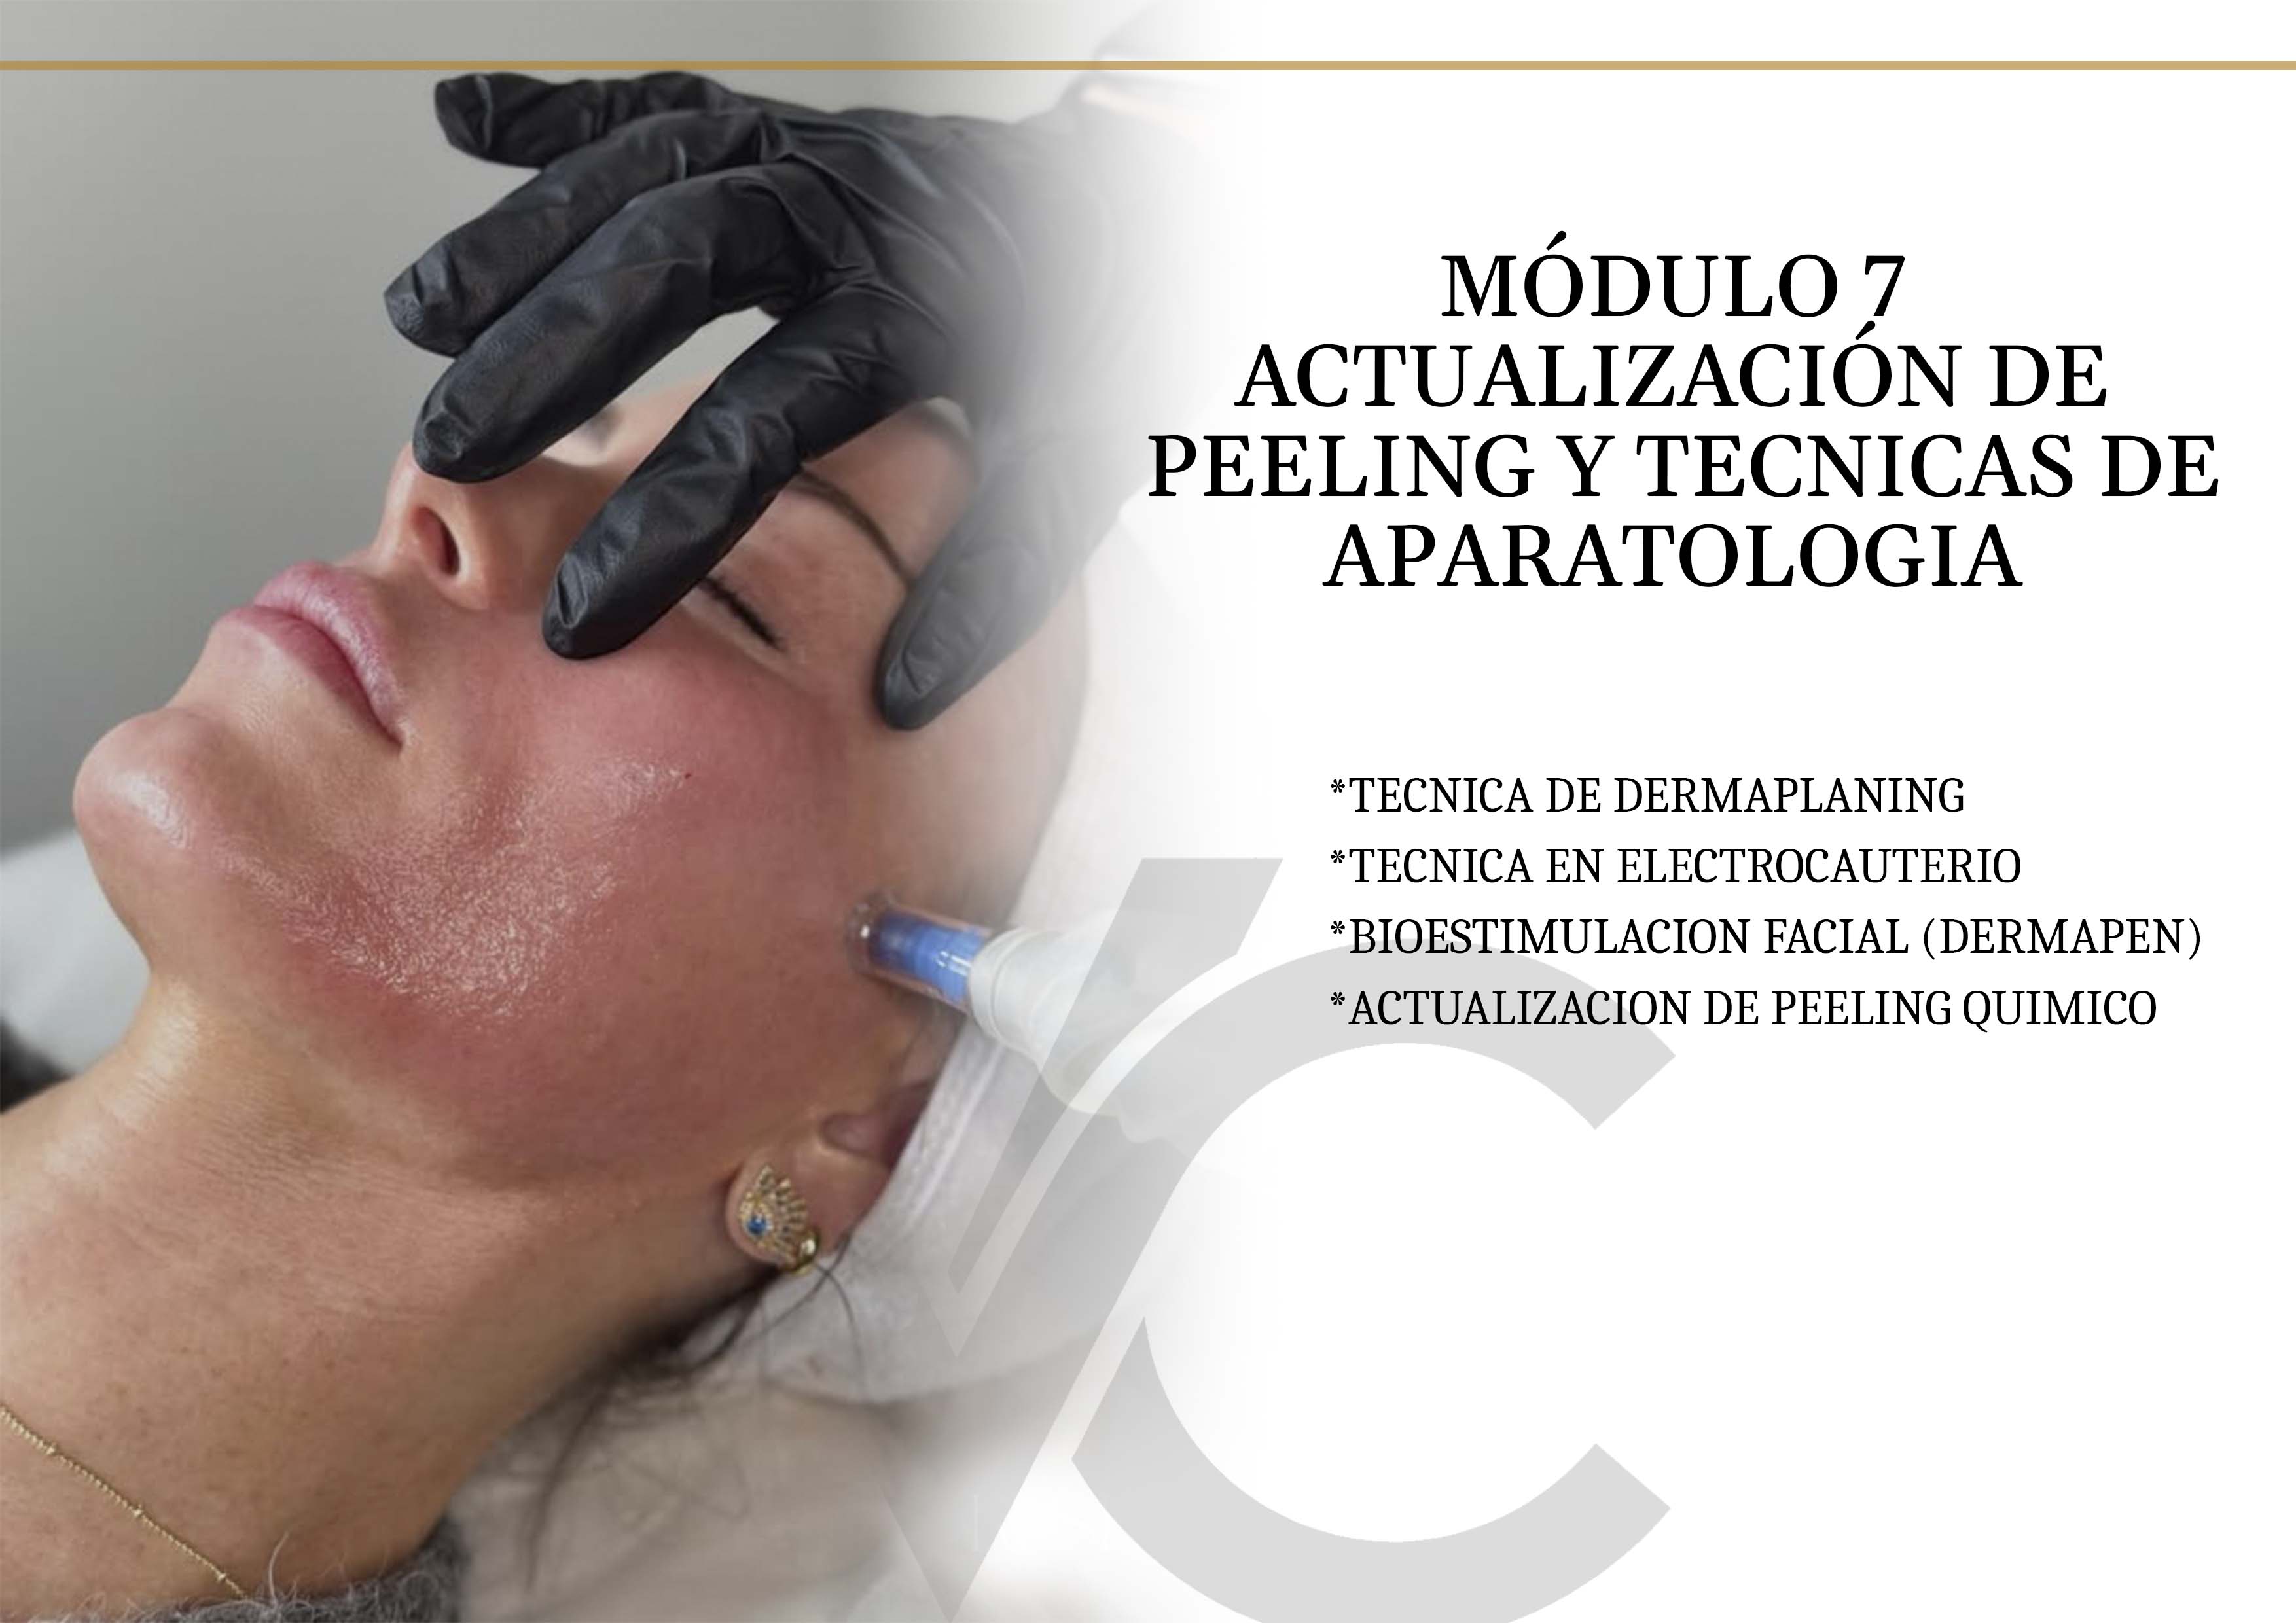 MÓDULO 7
ACTUALIZACIÓN DE
PEELING Y TECNICAS DE
APARATOLOGIA
*TECNICA DE DERMAPLANING
*TECNICA EN ELECTROCAUTERIO
*BIOESTIMULACION FACIAL (DERMAPEN)
*ACTUALIZACION DE PEELING QUIMICO
VC